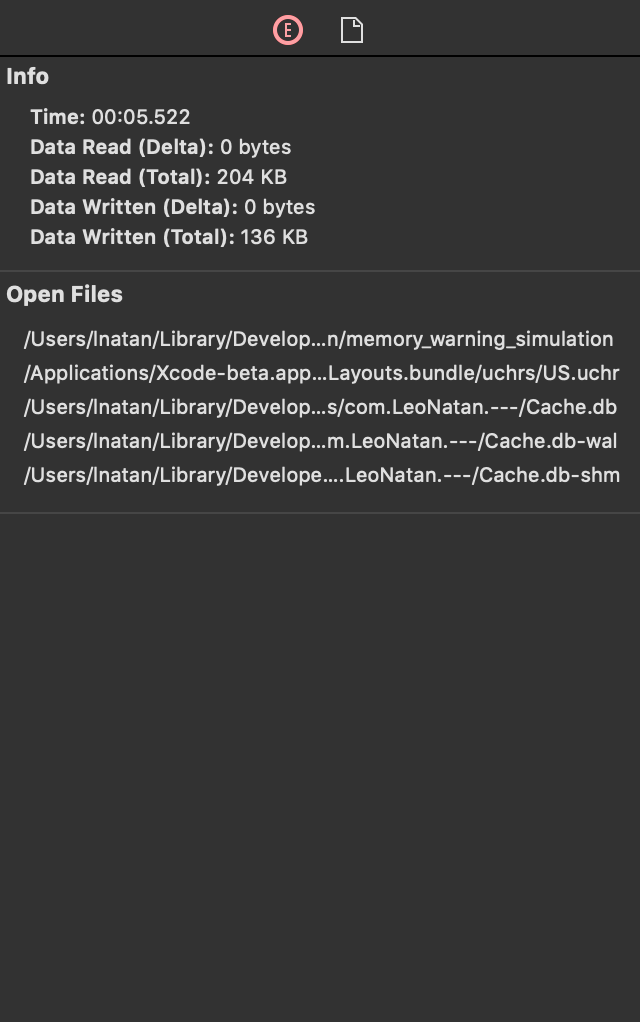 E
Info
Time: 00:05.522
Data Read (Delta): 0 bytes
Data Read (Total): 204 KB
Data Written (Delta): 0 bytes
Data Written (Total): 136 KB
Open Files
/Users/lnatan/Library/Develop...n/memory_warning_simulation
/Applications/Xcode-beta.app...Layouts.bundle/uchrs/US.uchr
/Users/lnatan/Library/Develop...s/com.LeoNatan.---/Cache.db
/Users/lnatan/Library/Develop...m.LeoNatan.---/Cache.db-wal
/Users/lnatan/Library/Develope....LeoNatan.---/Cache.db-shm